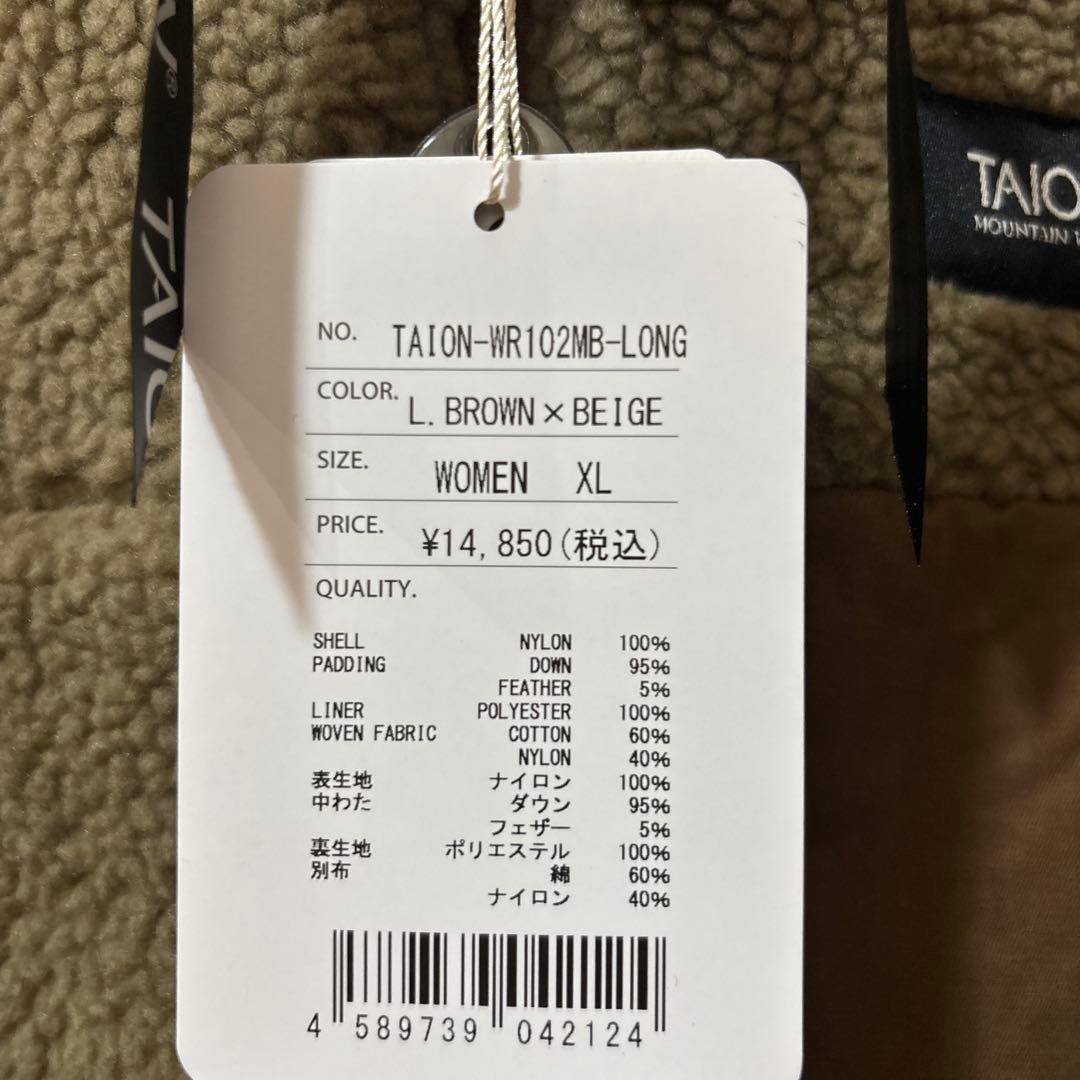 TAIO
MOUNTAIN
TAIO
NO. TAION-WR102MB-LONG
COLOR. L. BROWN×BEIGE
SIZE. WOMEN XL
PRICE. ¥14,850(税込)
QUALITY.
SHELL NYLON 100%
PADDING DOWN 95%
FEATHER 5%
LINER POLYESTER 100%
WOVEN FABRIC COTTON 60%
NYLON 40%
表生地 ナイロン 100%
中わた ダウン 95%
フェザー 5%
裏生地 ポリエステル 100%
別布 綿 60%
ナイロン 40%
4 589739 042124